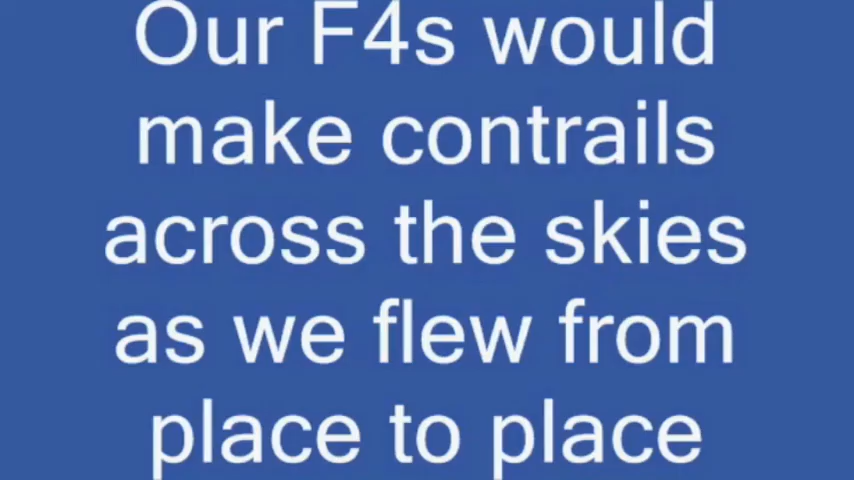 Our F4s would
make contrails
across the skies
as we flew from
place to place